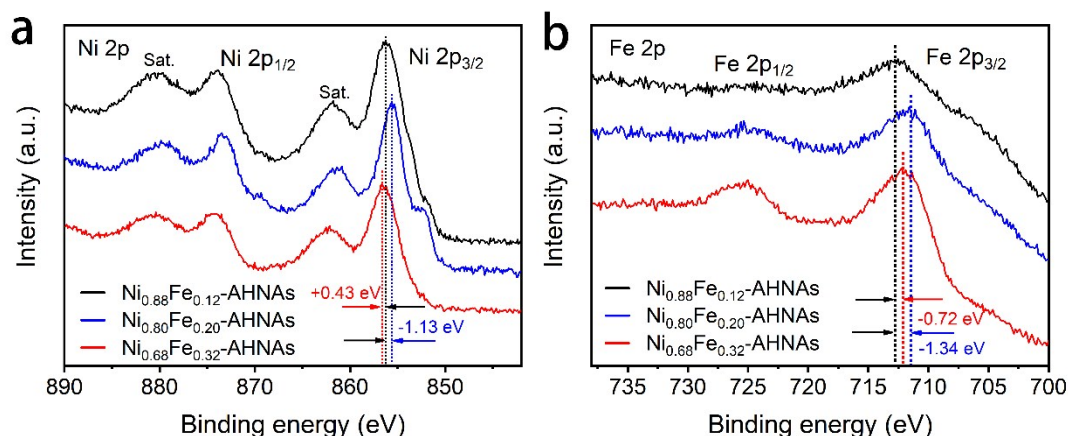 a
Ni 2p
Sat.
Ni 2p1/2
Sat.
Ni 2p3/2
Intensity (a.u.)
Ni0.88Fe0.12-AHNAs
Ni0.80Fe0.20-AHNAs
Ni0.68Fe0.32-AHNAs
+0.43 eV
-1.13 eV
890 880 870 860 850
Binding energy (eV)
b
Fe 2p
Fe 2p1/2
Fe 2p3/2
Intensity (a.u.)
Ni0.88Fe0.12-AHNAs
Ni0.80Fe0.20-AHNAs
Ni0.68Fe0.32-AHNAs
-0.72 eV
-1.34 eV
735 730 725 720 715 710 705 700
Binding energy (eV)